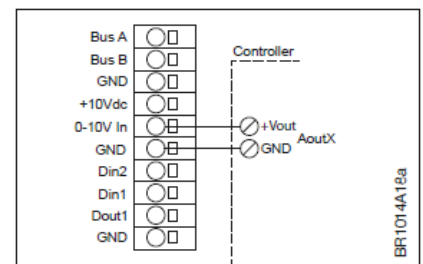 Bus A
Bus B
GND
+10Vdc
0-10V In
GND
Din2
Din1
Dout1
GND
Controller
+Vout
GND
AoutX
BR1014A18a